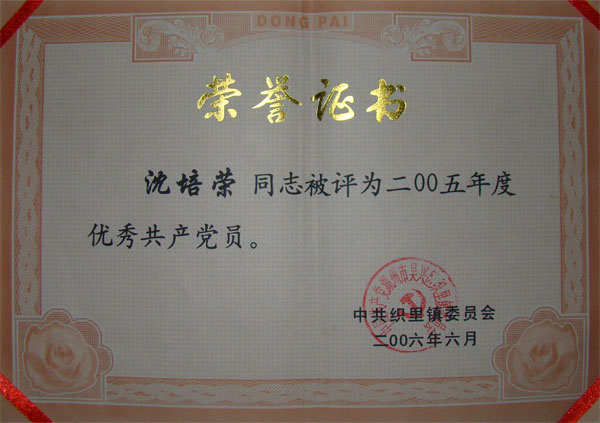 DONG PAI
荣誉证书
沈培荣 同志被评为二00五年度
优秀共产党员。
中共织里镇委员会
二00六年六月